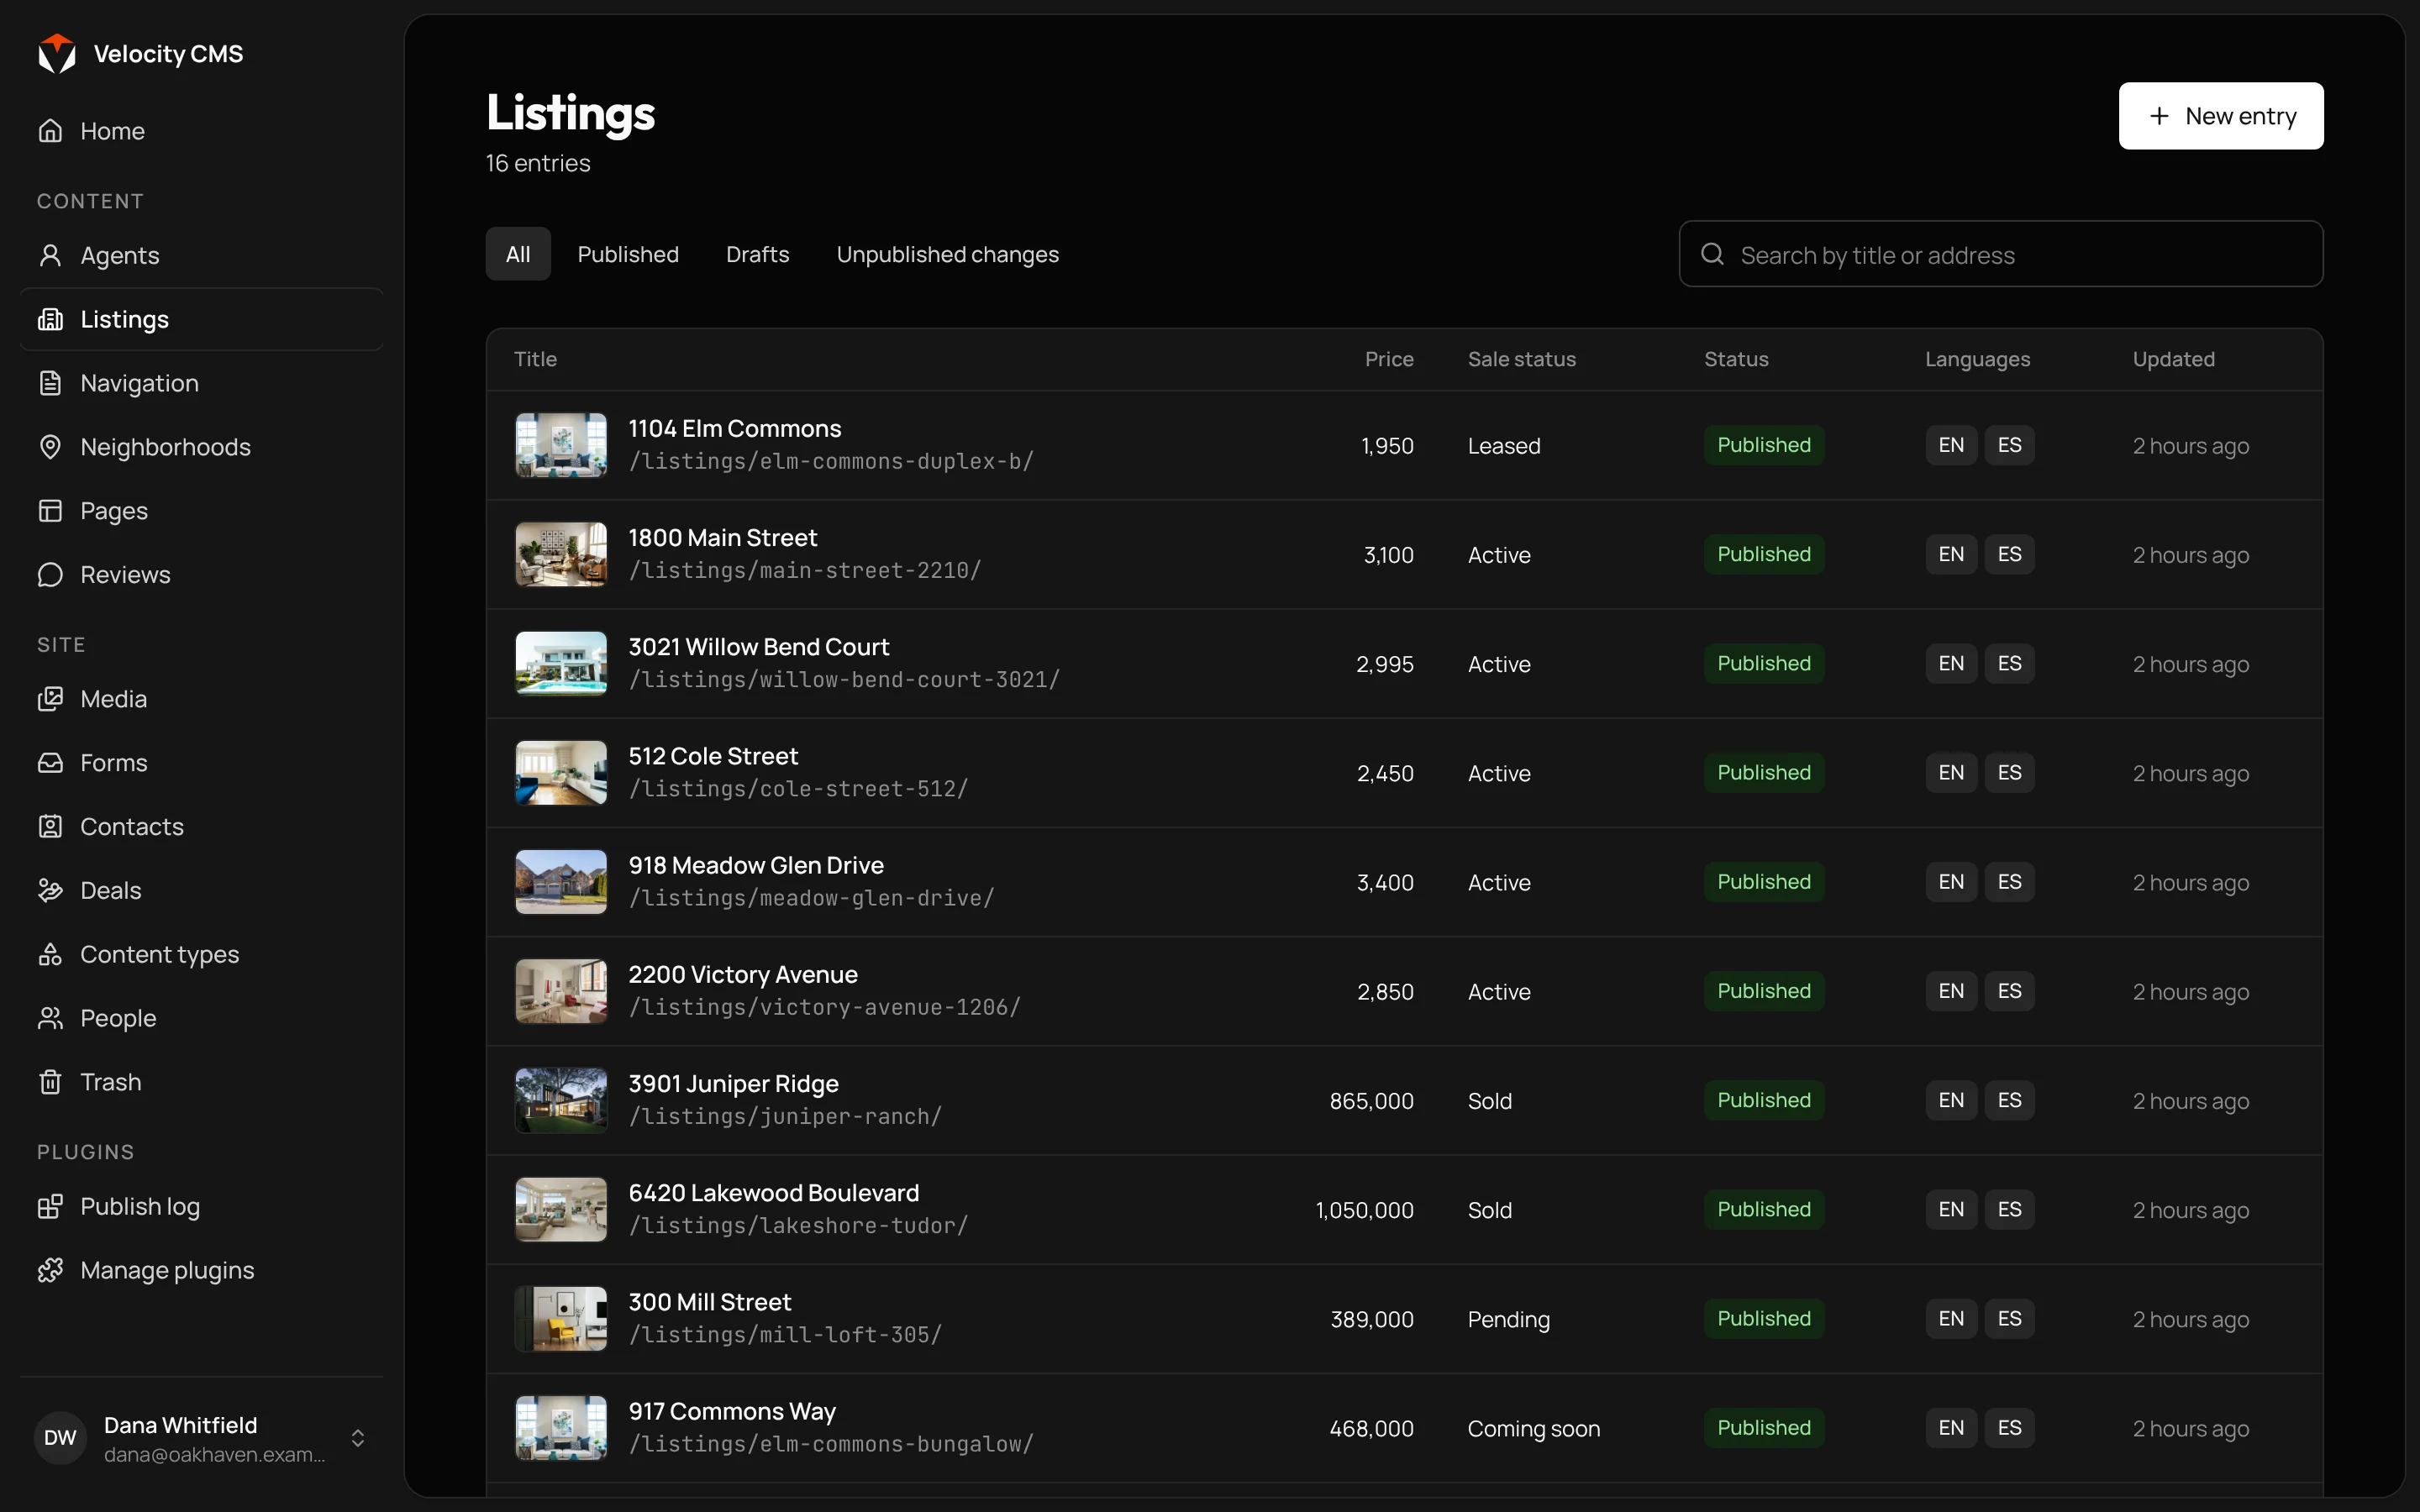 Velocity CMS
Home
CONTENT
Agents
Listings
Navigation
Neighborhoods
Pages
Reviews
SITE
Media
Forms
Contacts
Deals
Content types
People
Trash
PLUGINS
Publish log
Manage plugins
DW
Dana Whitfield
dana@oakhaven.exam...
Listings
16 entries
New entry
All Published Drafts Unpublished changes
Search by title or address
Title Price Sale status Status Languages Updated
1104 Elm Commons
/listings/elm-commons-duplex-b/
1,950 Leased Published EN ES 2 hours ago
1800 Main Street
/listings/main-street-2210/
3,100 Active Published EN ES 2 hours ago
3021 Willow Bend Court
/listings/willow-bend-court-3021/
2,995 Active Published EN ES 2 hours ago
512 Cole Street
/listings/cole-street-512/
2,450 Active Published EN ES 2 hours ago
918 Meadow Glen Drive
/listings/meadow-glen-drive/
3,400 Active Published EN ES 2 hours ago
2200 Victory Avenue
/listings/victory-avenue-1206/
2,850 Active Published EN ES 2 hours ago
3901 Juniper Ridge
/listings/juniper-ranch/
865,000 Sold Published EN ES 2 hours ago
6420 Lakewood Boulevard
/listings/lakeshore-tudor/
1,050,000 Sold Published EN ES 2 hours ago
300 Mill Street
/listings/mill-loft-305/
389,000 Pending Published EN ES 2 hours ago
917 Commons Way
/listings/elm-commons-bungalow/
468,000 Coming soon Published EN ES 2 hours ago